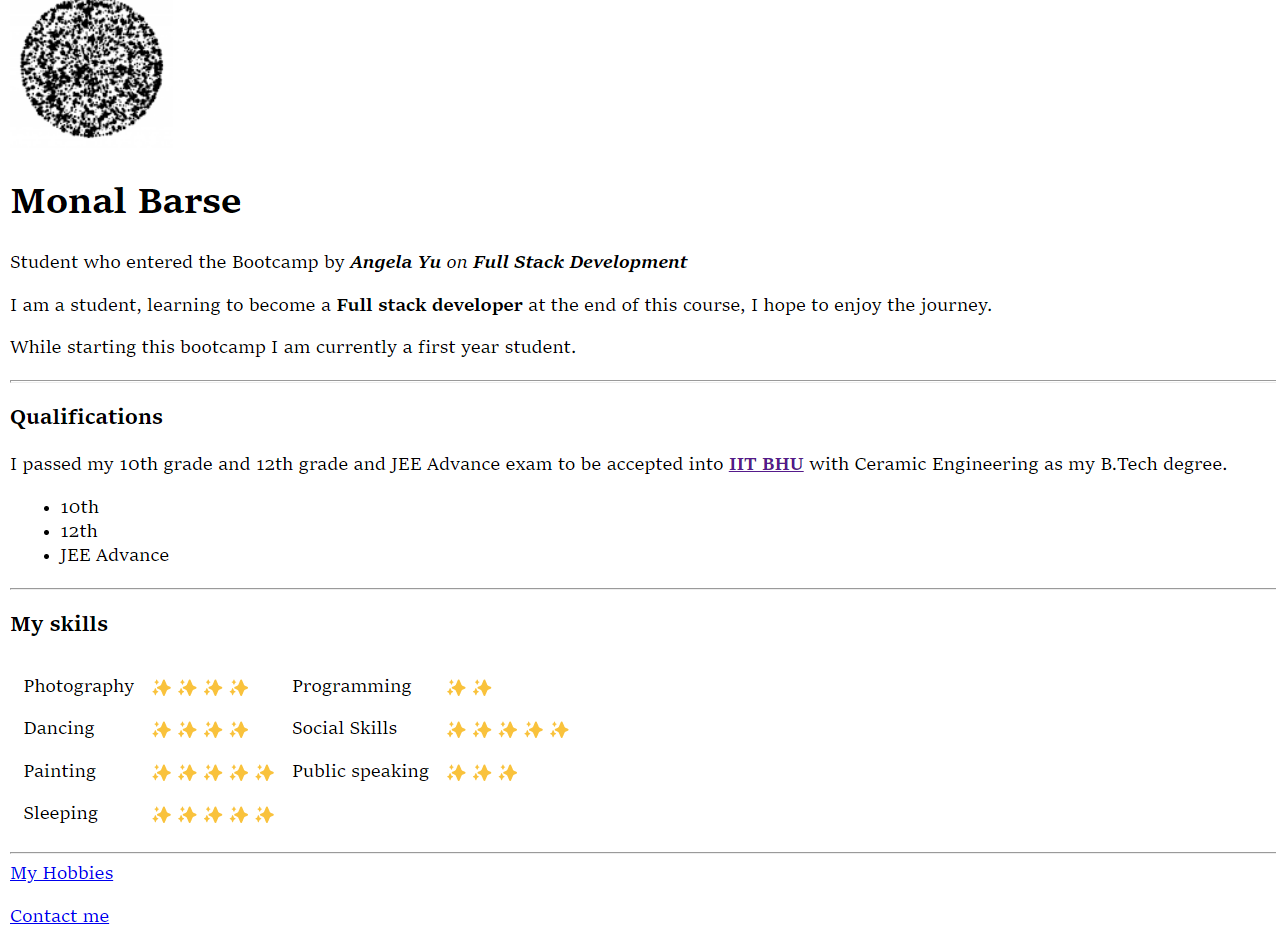 Monal Barse
Student who entered the Bootcamp by Angela Yu on Full Stack Development
I am a student, learning to become a Full stack developer at the end of this course, I hope to enjoy the journey.
While starting this bootcamp I am currently a first year student.
Qualifications
I passed my 10th grade and 12th grade and JEE Advance exam to be accepted into IIT BHU with Ceramic Engineering as my B.Tech degree.
• 10th
• 12th
• JEE Advance
My skills
Photography ✨✨✨✨ Programming ✨✨
Dancing ✨✨✨✨ Social Skills ✨✨✨✨✨
Painting ✨✨✨✨✨ Public speaking ✨✨✨
Sleeping ✨✨✨✨✨
My Hobbies
Contact me